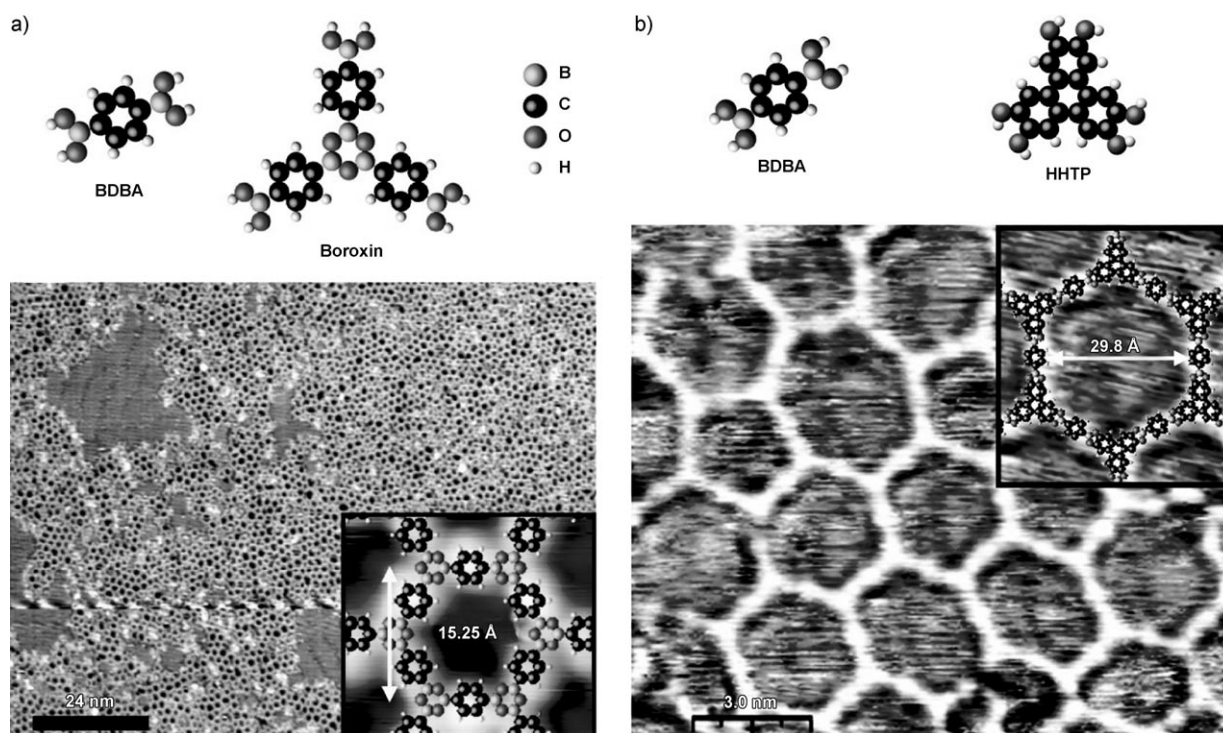 a)
BDBA
Boroxin
B
C
O
H
15.25 Å
24 nm
b)
BDBA
HHTP
29.8 Å
3.0 nm